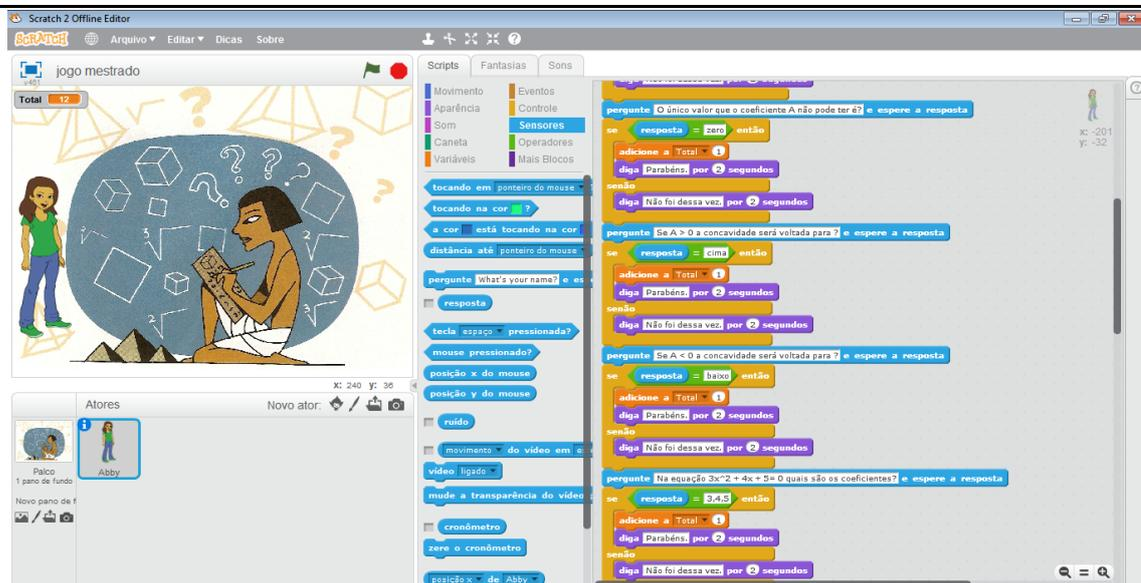 Scratch 2 Offline Editor
SCRATCH Arquivo Editar Dicas Sobre
jogo mestrado
v461
Total 12
x: 240 y: 36
Atores Novo ator:
Palco
1 pano de fundo
Novo pano de f
Abby
Scripts Fantasias Sons
Movimento Eventos
Aparência Controle
Som Sensores
Caneta Operadores
Variáveis Mais Blocos
tocando em ponteiro do mouse
tocando na cor ?
a cor está tocando na cor
distância até ponteiro do mouse
pergunte What's your name? e es
resposta
tecla espaço pressionada?
mouse pressionado?
posição x do mouse
posição y do mouse
ruído
movimento do vídeo em
vídeo ligado
mude a transparência do vídeo
cronômetro
zere o cronômetro
posição x de Abby
pergunte O único valor que o coeficiente A não pode ter é? e espere a resposta
se resposta = zero então
adicione a Total 1
diga Parabéns. por 2 segundos
senão
diga Não foi dessa vez. por 2 segundos
pergunte Se A > 0 a concavidade será voltada para ? e espere a resposta
se resposta = cima então
adicione a Total 1
diga Parabéns. por 2 segundos
senão
diga Não foi dessa vez. por 2 segundos
pergunte Se A < 0 a concavidade será voltada para ? e espere a resposta
se resposta = baixo então
adicione a Total 1
diga Parabéns. por 2 segundos
senão
diga Não foi dessa vez. por 2 segundos
pergunte Na equação 3x^2 + 4x + 5= 0 quais são os coeficientes? e espere a resposta
se resposta = 3,4,5 então
adicione a Total 1
diga Parabéns. por 2 segundos
senão
diga Não foi dessa vez. por 2 segundos
x: -201
y: -32